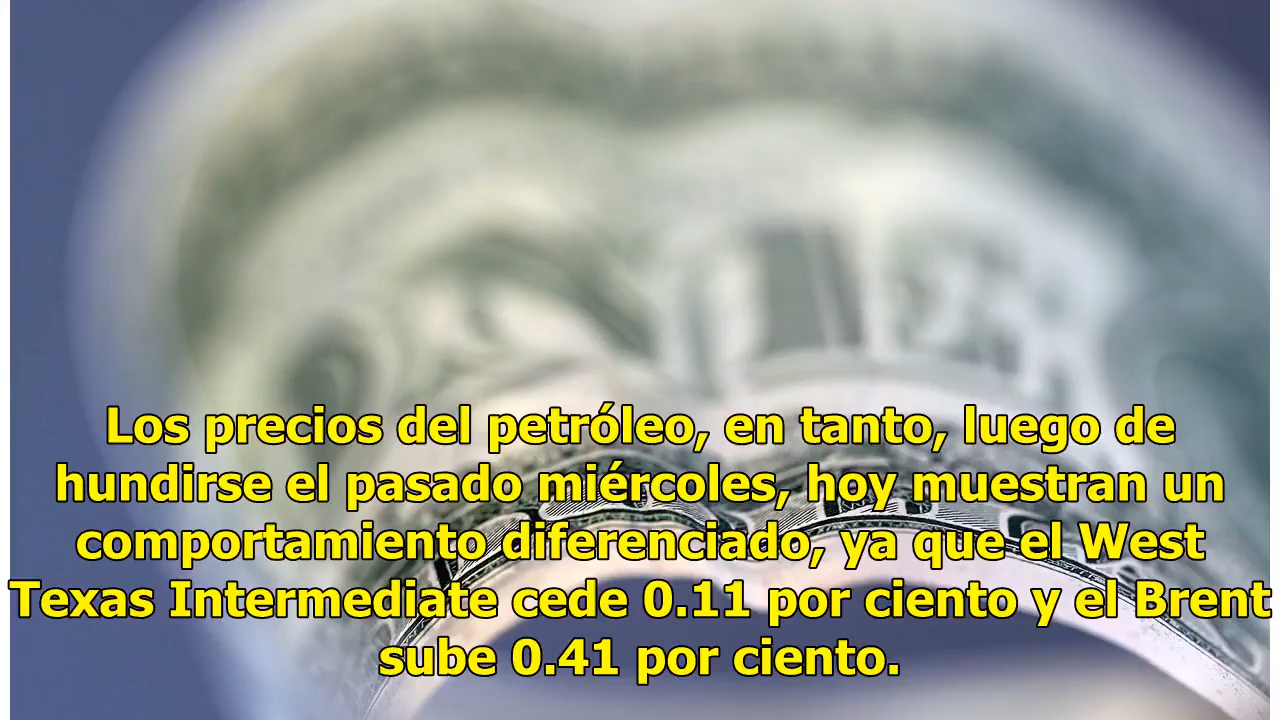 Los precios del petróleo, en tanto, luego de
hundirse el pasado miércoles, hoy muestran un
comportamiento diferenciado, ya que el West
Texas Intermediate cede 0.11 por ciento y el Brent
sube 0.41 por ciento.